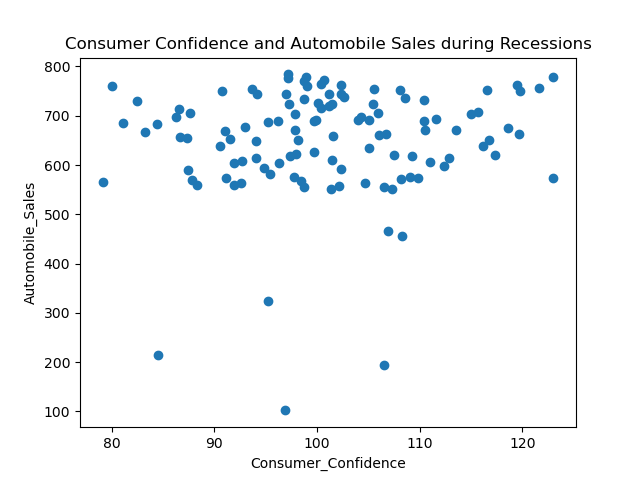 Consumer Confidence and Automobile Sales during Recessions
800
700
600
500
400
300
200
100
Automobile_Sales
80 90 100 110 120
Consumer_Confidence